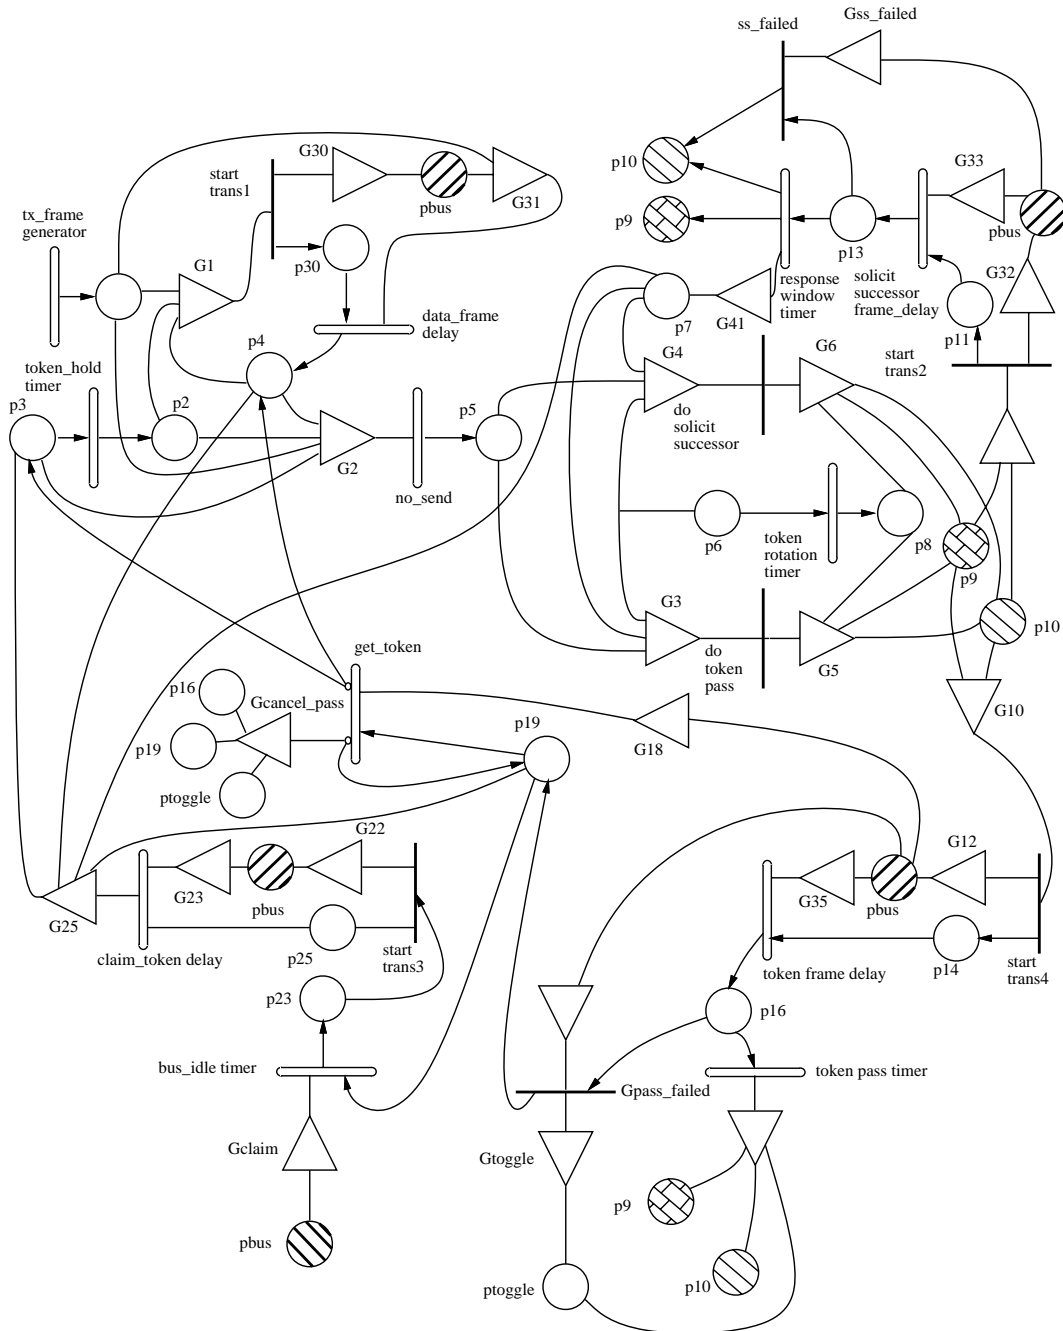 Gss_failed
ss_failed
G30
start
trans1
pbus
G31
p10
G33
tx_frame
generator
G1
p30
p9
p13
pbus
G32
response
window
timer
solicit
successor
frame_delay
p11
data_frame
delay
p7
G41
p4
G4
G6
start
trans2
token_hold
timer
p3
p2
p5
G2
do
solicit
successor
no_send
p6
token
rotation
timer
p8
p9
G3
p10
do
token
pass
G5
get_token
p16
Gcancel_pass
p19
G10
p19
G18
ptoggle
G22
G12
G23
pbus
G35
pbus
G25
p25
start
trans3
claim_token delay
p14
start
trans4
token frame delay
p23
p16
bus_idle timer
Gpass_failed
token pass timer
Gclaim
Gtoggle
p9
pbus
p10
ptoggle